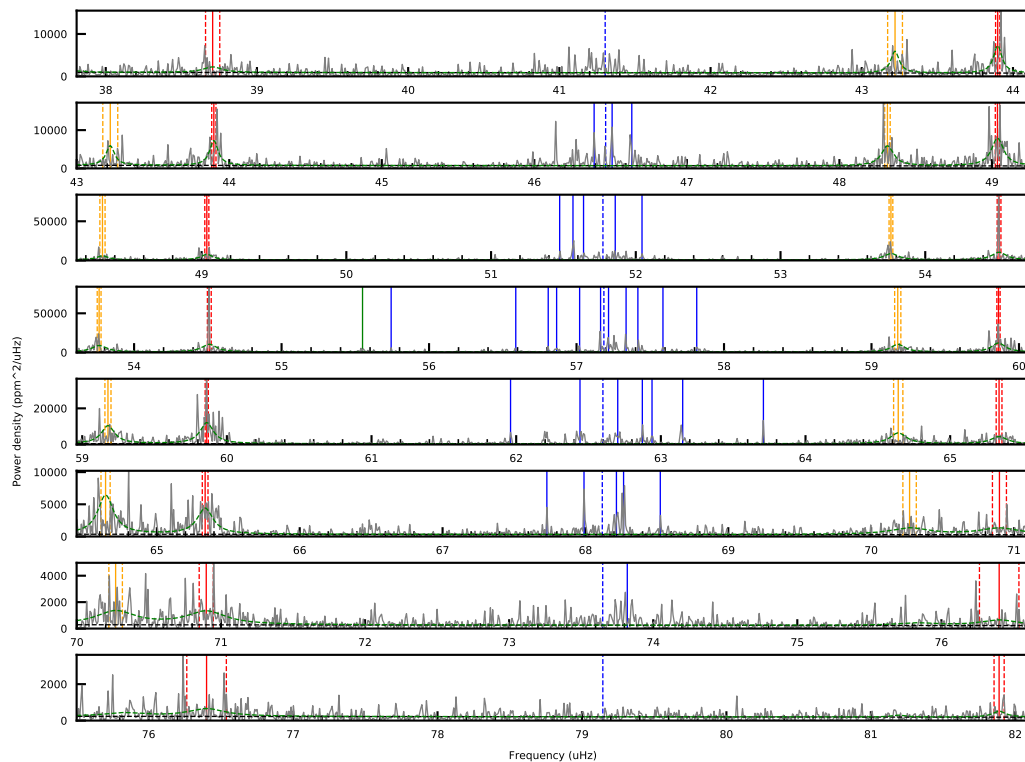 10000
0
38 39 40 41 42 43 44
10000
0
43 44 45 46 47 48 49
50000
0
49 50 51 52 53 54
50000
0
54 55 56 57 58 59 60
20000
0
59 60 61 62 63 64 65
10000
5000
0
65 66 67 68 69 70 71
4000
2000
0
70 71 72 73 74 75 76
2000
0
76 77 78 79 80 81 82
Power density (ppm^2/uHz)
Frequency (uHz)